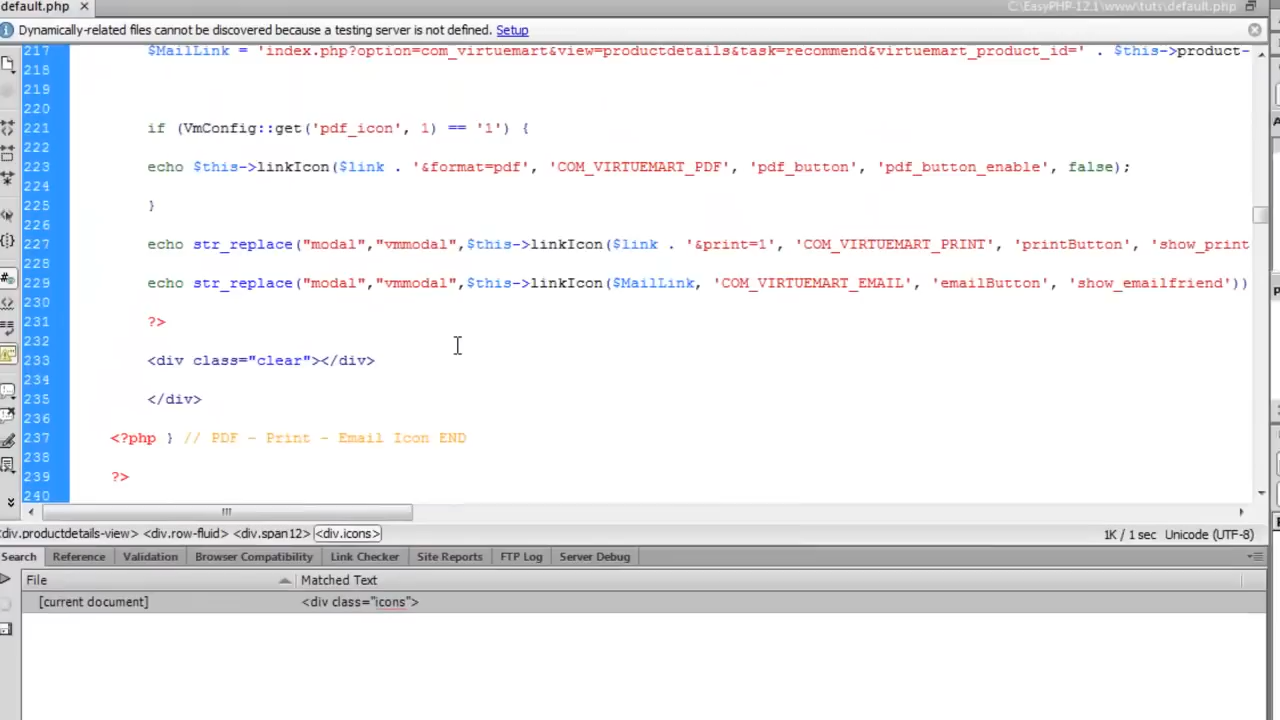 default.php ×
C:\EasyPHP-12.1\www\tuts\default.php
Dynamically-related files cannot be discovered because a testing server is not defined. Setup
217 $MailLink = 'index.php?option=com_virtuemart&view=productdetails&task=recommend&virtuemart_product_id=' . $this->product-
218
219
220
221 if (VmConfig::get('pdf_icon', 1) == '1') {
222
223 echo $this->linkIcon($link . '&format=pdf', 'COM_VIRTUEMART_PDF', 'pdf_button', 'pdf_button_enable', false);
224
225 }
226
227 echo str_replace("modal","vmmodal",$this->linkIcon($link . '&print=1', 'COM_VIRTUEMART_PRINT', 'printButton', 'show_print
228
229 echo str_replace("modal","vmmodal",$this->linkIcon($MailLink, 'COM_VIRTUEMART_EMAIL', 'emailButton', 'show_emailfriend'))
230
231 ?>
232
233 <div class="clear"></div>
234
235 </div>
236
237 <?php } // PDF - Print - Email Icon END
238
239 ?>
240
<div.productdetails-view> <div.row-fluid> <div.span12> <div.icons> 1K / 1 sec Unicode (UTF-8)
Search Reference Validation Browser Compatibility Link Checker Site Reports FTP Log Server Debug
File Matched Text
[current document] <div class="icons">